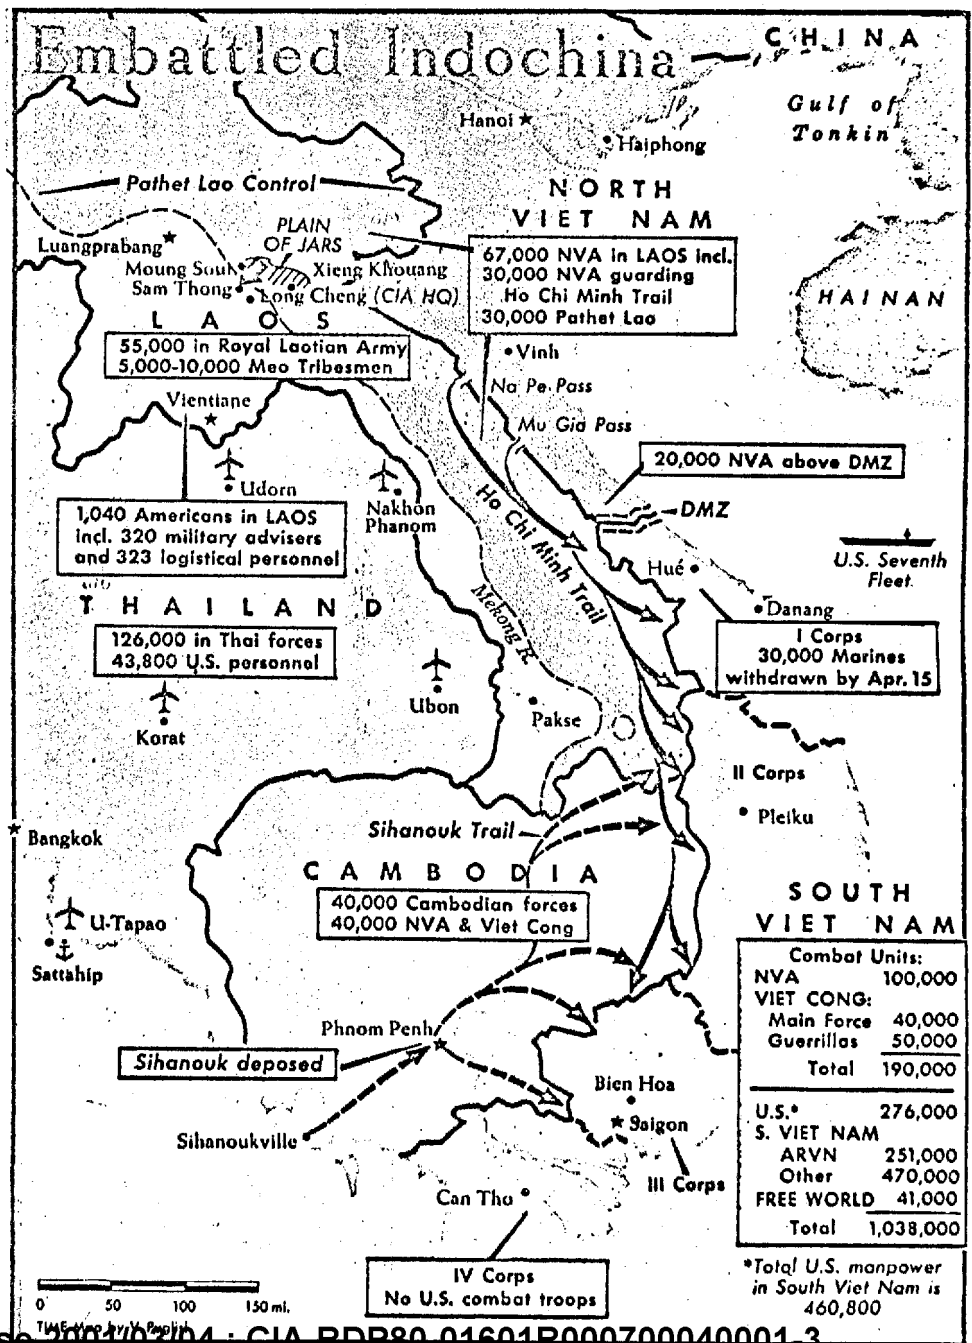 Embattled Indochina
CHINA
Gulf of
Tonkin
Hanoi
Haiphong
Pathet Lao Control
NORTH
VIET NAM
PLAIN
OF JARS
Luangprabang
Moung Soui
Xieng Khouang
Sam Thong
Long Cheng (CIA HQ)
67,000 NVA in LAOS incl.
30,000 NVA guarding
Ho Chi Minh Trail
30,000 Pathet Lao
HAINAN
LAOS
55,000 in Royal Laotian Army
5,000-10,000 Meo Tribesmen
Vinh
Na Pe Pass
Vientiane
Mu Gia Pass
20,000 NVA above DMZ
Udorn
Nakhon
Phanom
Ho Chi Minh Trail
DMZ
1,040 Americans in LAOS
incl. 320 military advisers
and 323 logistical personnel
Hué
U.S. Seventh
Fleet
THAILAND
Mekong R.
Danang
126,000 in Thai forces
43,800 U.S. personnel
I Corps
30,000 Marines
withdrawn by Apr. 15
Ubon
Pakse
Korat
II Corps
Pleiku
Sihanouk Trail
Bangkok
CAMBODIA
40,000 Cambodian forces
40,000 NVA & Viet Cong
SOUTH
VIET NAM
U-Tapao
Sattahip
Combat Units:
NVA 100,000
VIET CONG:
Main Force 40,000
Guerrillas 50,000
Total 190,000
U.S.* 276,000
S. VIET NAM
ARVN 251,000
Other 470,000
FREE WORLD 41,000
Total 1,038,000
Phnom Penh
Sihanouk deposed
Bien Hoa
Saigon
Sihanoukville
III Corps
Can Tho
IV Corps
No U.S. combat troops
*Total U.S. manpower
in South Viet Nam is
460,800
0 50 100 150 mi.
TIME Map by V. Puglisi
2001/03/04 : CIA-RDP80-01601R000700040001-3